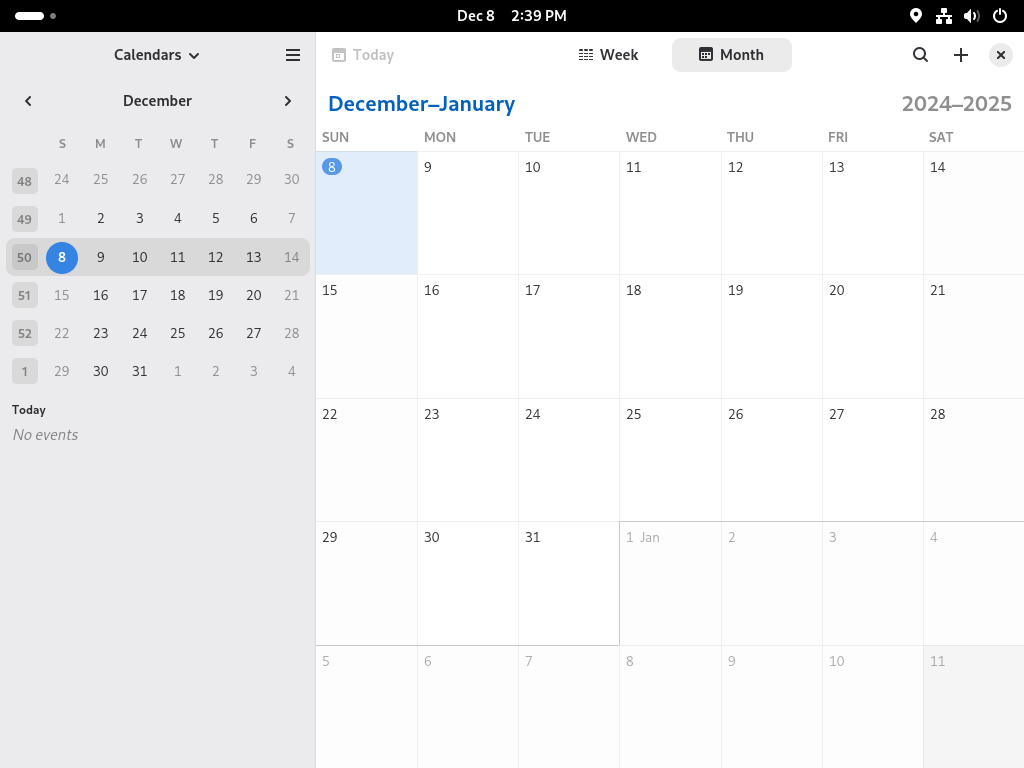 Dec 8 2:39 PM
Calendars
Today
Week
Month
December
December–January
2024–2025
S M T W T F S
48 24 25 26 27 28 29 30
49 1 2 3 4 5 6 7
50 8 9 10 11 12 13 14
51 15 16 17 18 19 20 21
52 22 23 24 25 26 27 28
1 29 30 31 1 2 3 4
Today
No events
SUN MON TUE WED THU FRI SAT
8 9 10 11 12 13 14
15 16 17 18 19 20 21
22 23 24 25 26 27 28
29 30 31 1 Jan 2 3 4
5 6 7 8 9 10 11